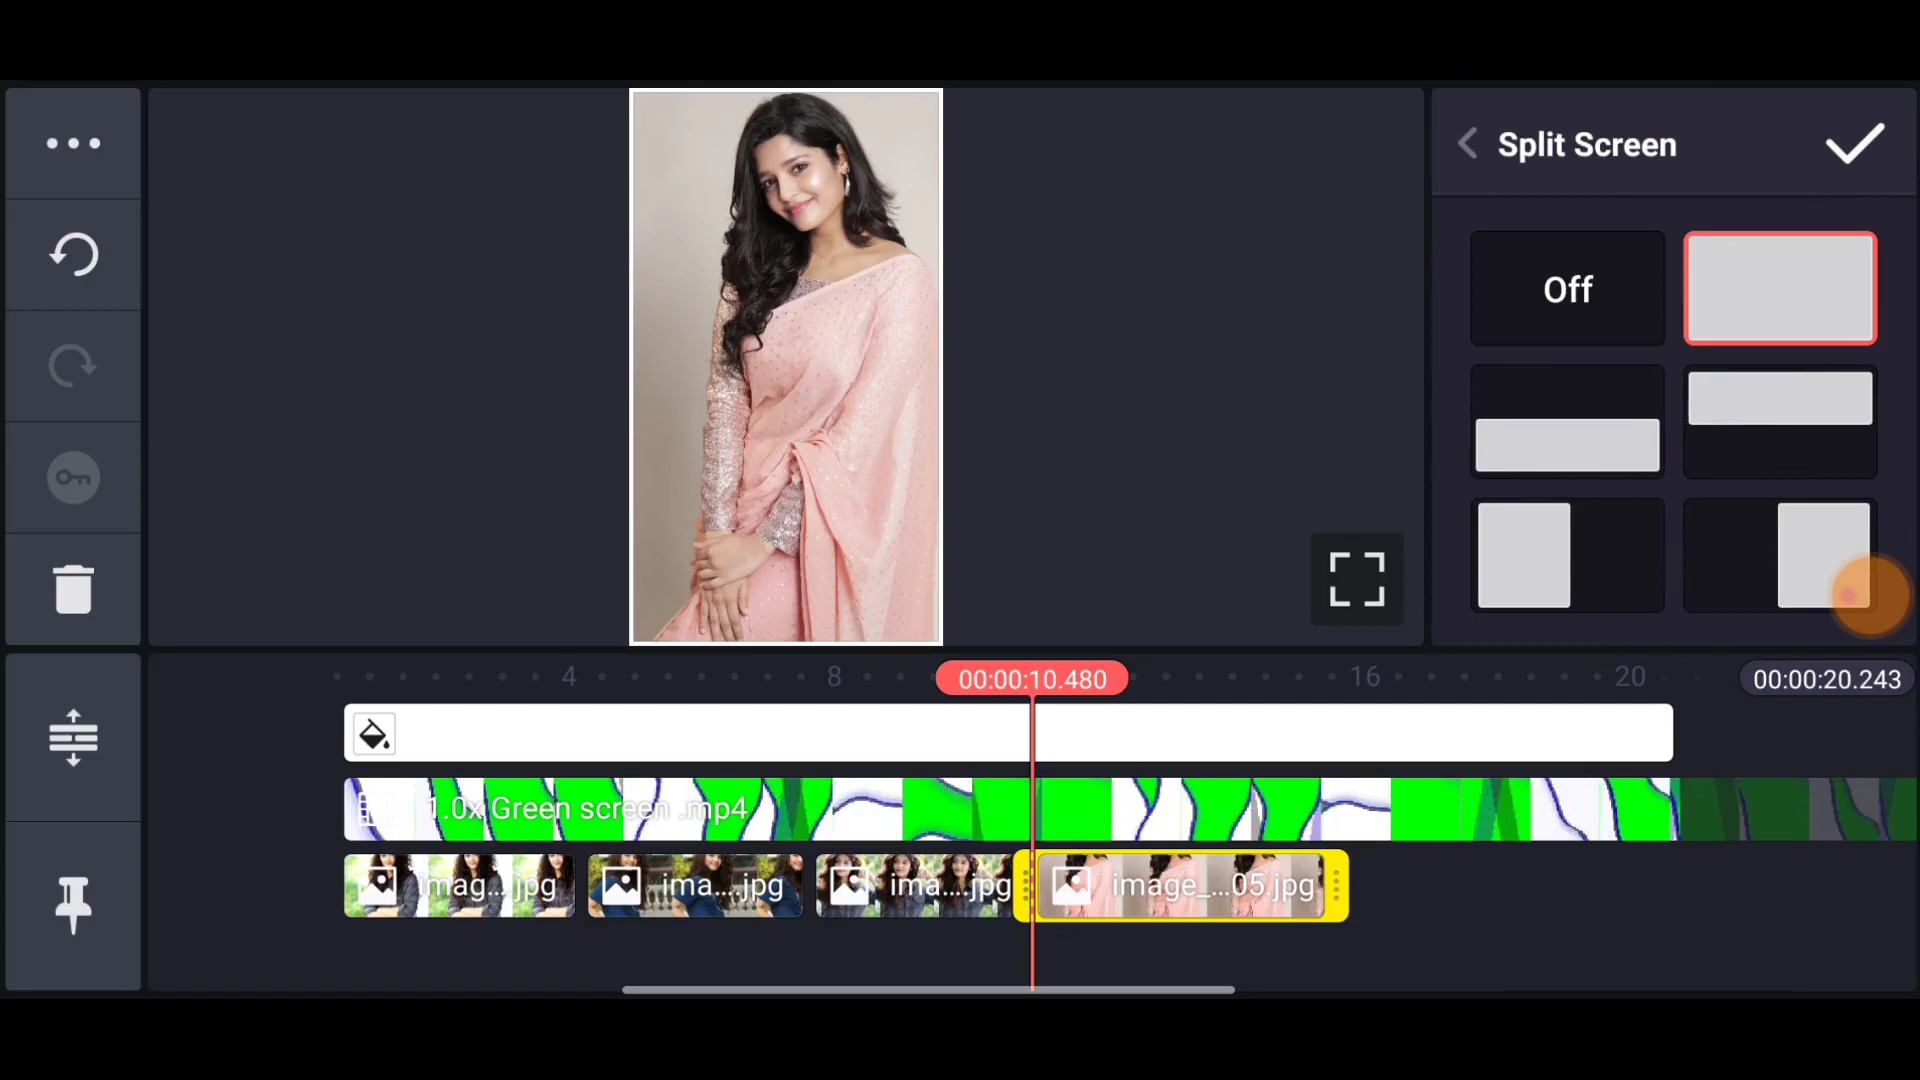 Split Screen
Off
4
8
00:00:10.480
16
20
00:00:20.243
1.0x Green screen .mp4
imag...jpg
ima....jpg
ima....jpg
image_...05.jpg